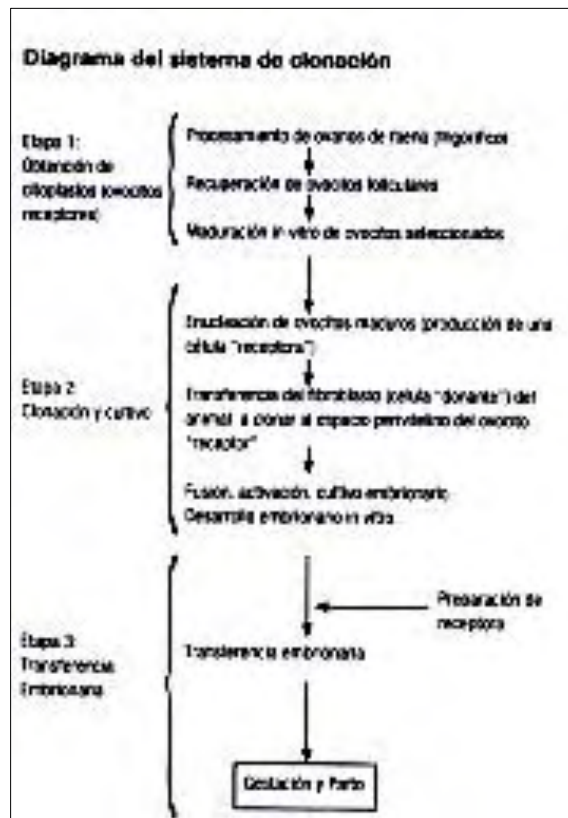 Diagrama del sistema de clonación
Etapa 1:
Obtención de
citoplastos (ovocitos
receptores)
Procesamiento de ovarios de faena (frigorífico)
Recuperación de ovocitos foliculares
Maduración in vitro de ovocitos seleccionados
Etapa 2:
Clonación y cultivo
Enucleación de ovocitos maduros (producción de una
célula "receptora")
Transferencia del fibroblasto (célula "donante") del
animal a clonar al espacio perivitelino del ovocito
"receptor"
Fusión, activación, cultivo embrionario
Desarrollo embrionario in vitro
Etapa 3:
Transferencia
Embrionaria
Preparación de
receptora
Transferencia embrionaria
Gestación y Parto